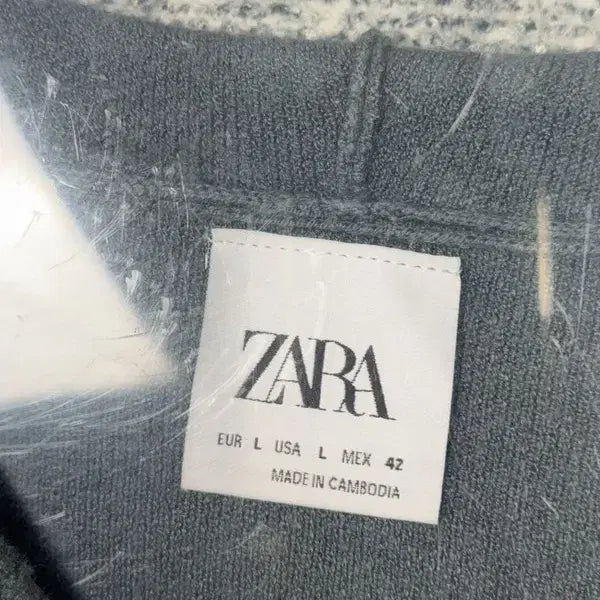 ZARA
EUR L USA L MEX 42
MADE IN CAMBODIA